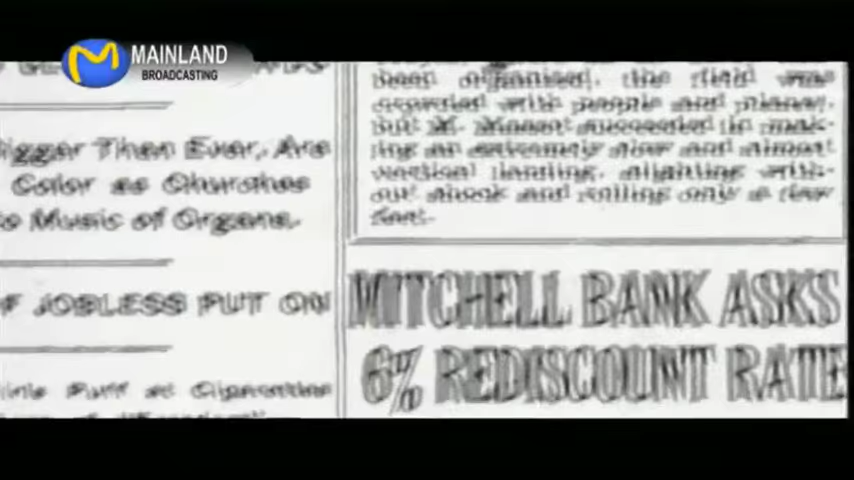 MAINLAND
BROADCASTING
Bigger Than Ever, Are
Color as Churches
to Music of Organs.
F JOBLESS PUT ON
been organised, the field was
crowded with people and planes,
but M. succeeded in mak-
ing an extremely slow and almost
vertical landing, alighting with-
out shock and rolling only a few
feet.
MITCHELL BANK ASKS
6% REDISCOUNT RATE